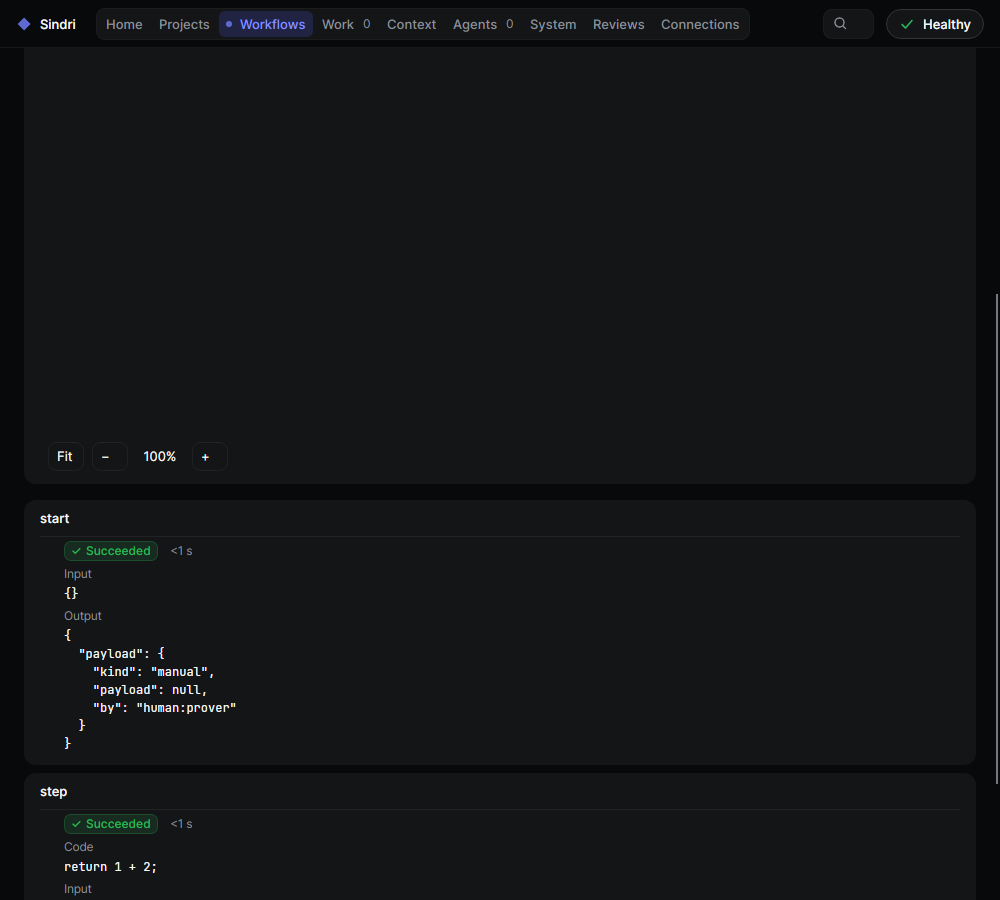 Sindri Home Projects Workflows Work 0 Context Agents 0 System Reviews Connections Healthy
Fit − 100% +
start
Succeeded <1 s
Input
{}
Output
{
  "payload": {
    "kind": "manual",
    "payload": null,
    "by": "human:prover"
  }
}
step
Succeeded <1 s
Code
return 1 + 2;
Input